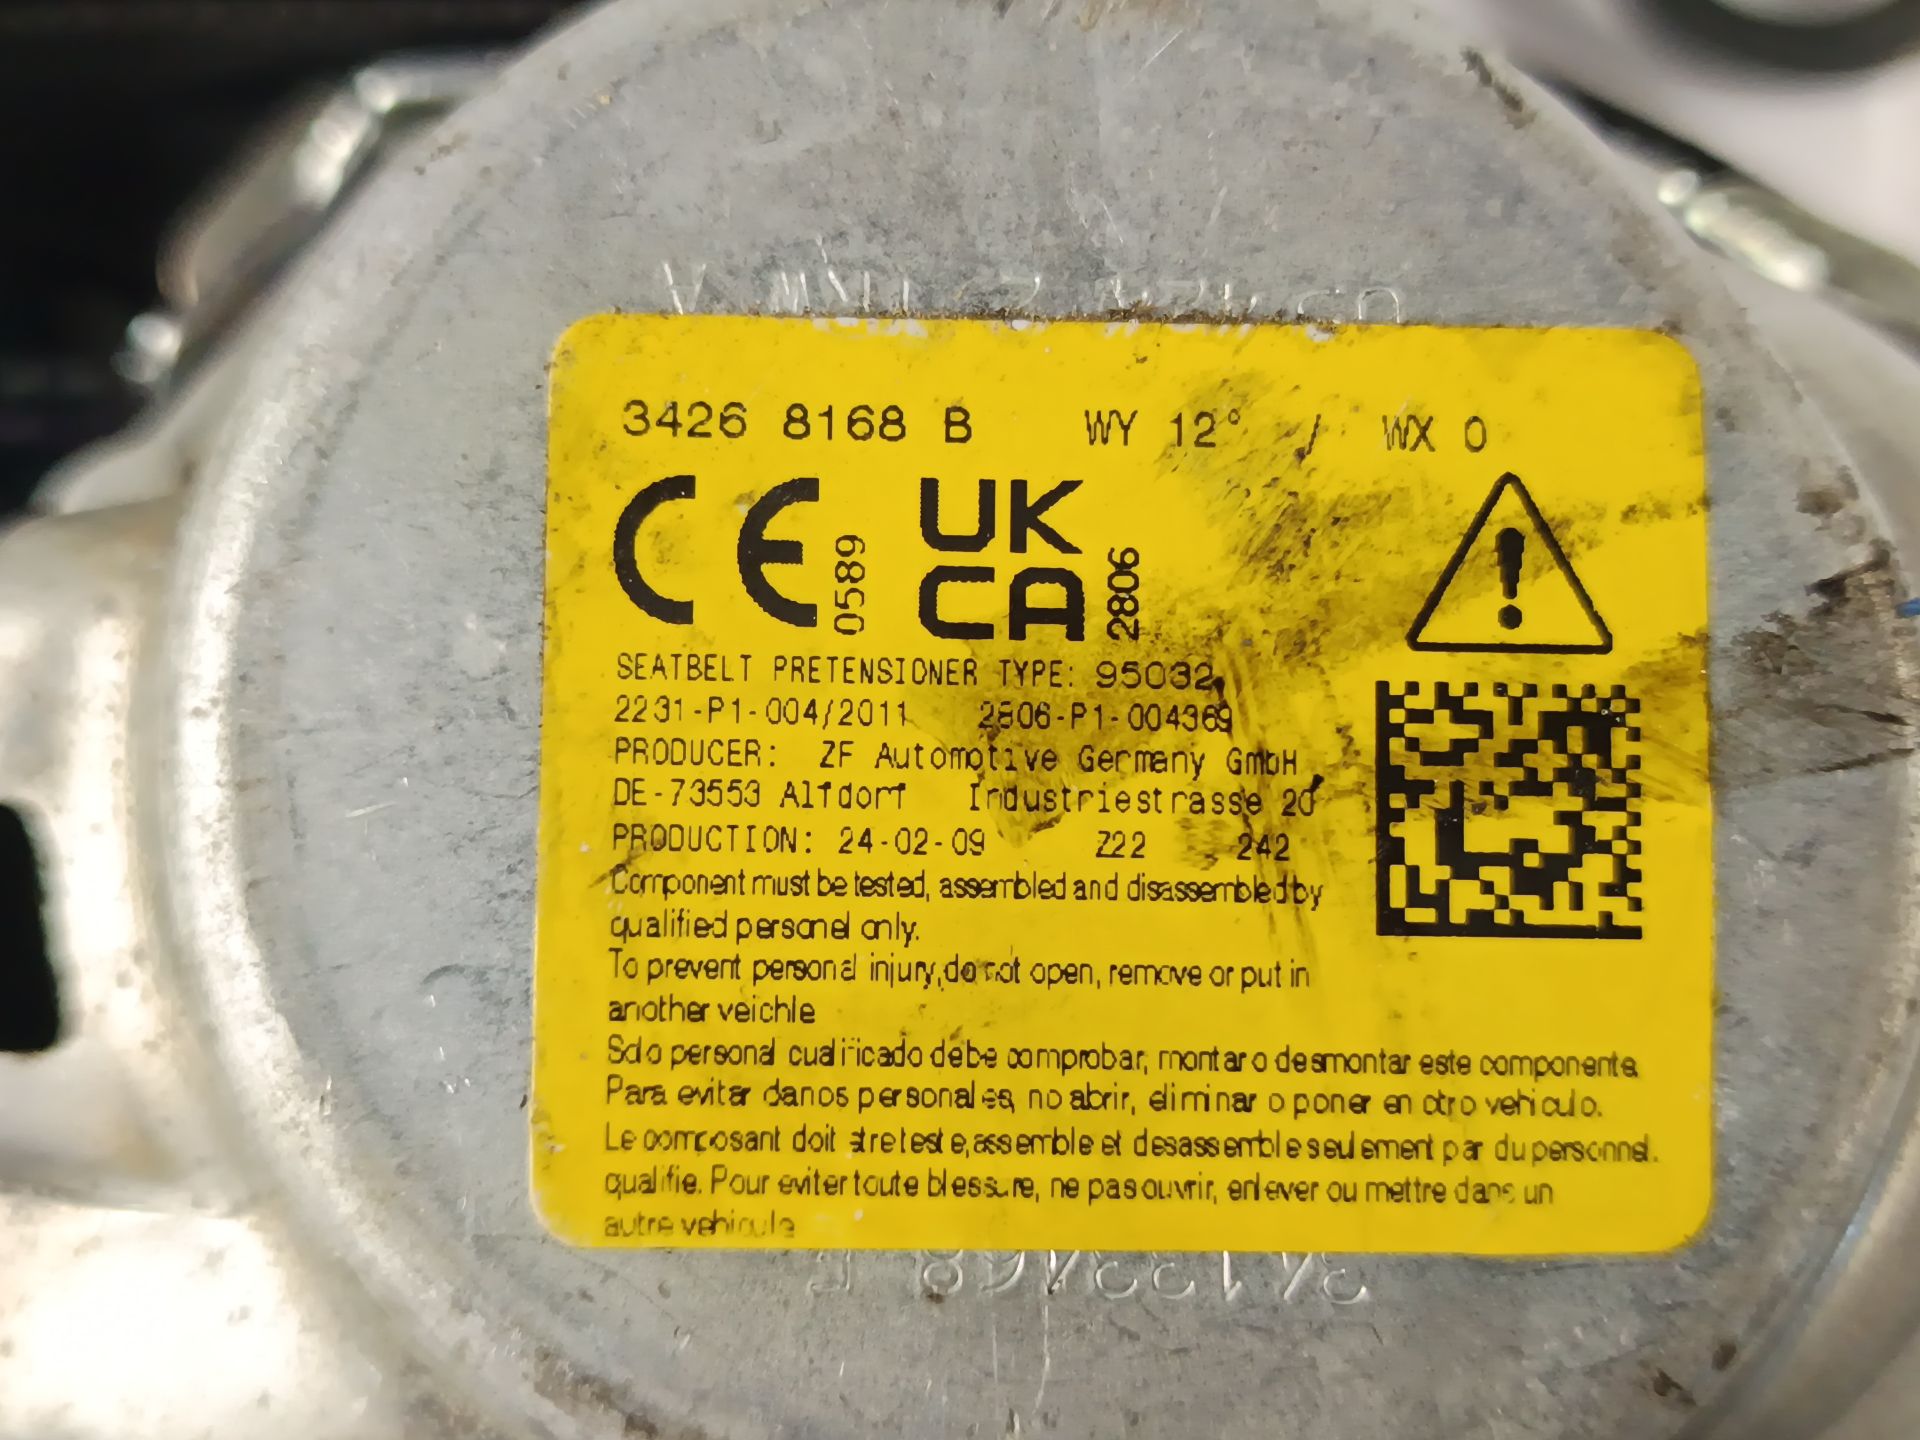 34268168 B WY 12° / WX 0
CE 05589 UK CA 2806
SEATBELT PRETENSIONER TYPE: 95032
2231-P1-004/2011 2806-P1-004369
PRODUCER: ZF Automotive Germany GmbH
DE-73553 Alfdorf Industriestrasse 20
PRODUCTION: 24-02-09 Z22 242
Component must be tested, assembled and disassembled by
qualified personel only.
To prevent personal injury, do not open, remove or put in
another veichle
Solo personal cualificado debe comprobar, montar o desmontar este componente.
Para evitar danos personales, no abrir, eliminar o poner en otro vehiculo.
Le composant doit etre teste, assemble et desassemble seulement par du personnel.
qualifie. Pour eviter toute blessure, ne pas ouvrir, enlever ou mettre dans un
autre vehicule